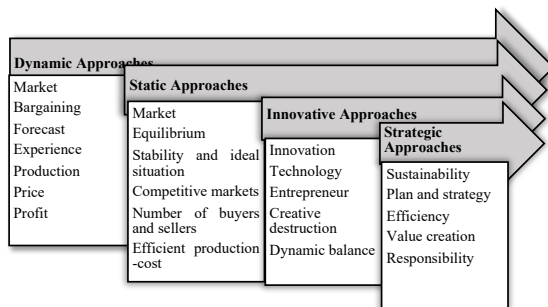 Dynamic Approaches
Market
Bargaining
Forecast
Experience
Production
Price
Profit
Static Approaches
Market
Equilibrium
Stability and ideal
situation
Competitive markets
Number of buyers
and sellers
Efficient production
-cost
Innovative Approaches
Innovation
Technology
Entrepreneur
Creative
destruction
Dynamic balance
Strategic
Approaches
Sustainability
Plan and strategy
Efficiency
Value creation
Responsibility